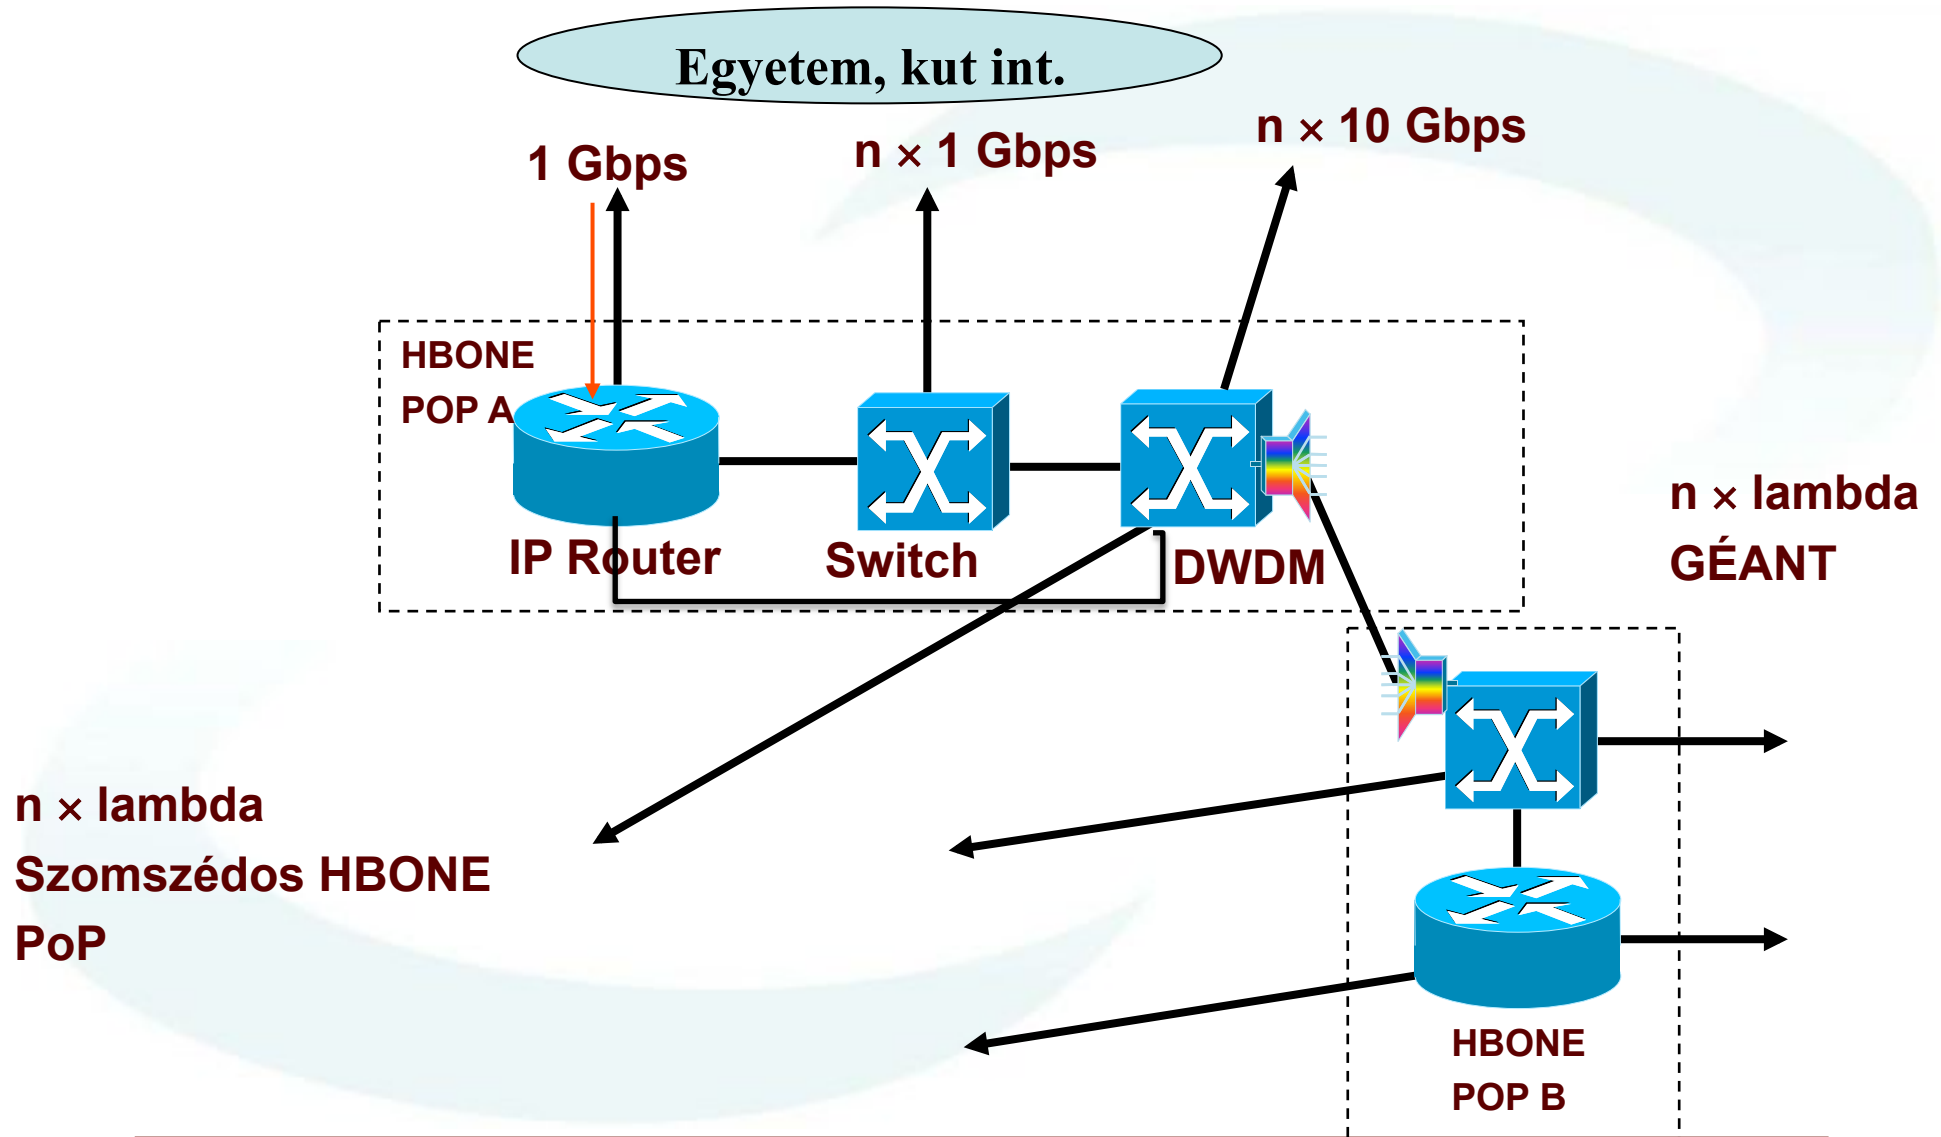 Egyetem, kut int.
1 Gbps
n × 1 Gbps
n × 10 Gbps
HBONE
POP A
IP Router
Switch
DWDM
n × lambda
GÉANT
n × lambda
Szomszédos HBONE
PoP
HBONE
POP B